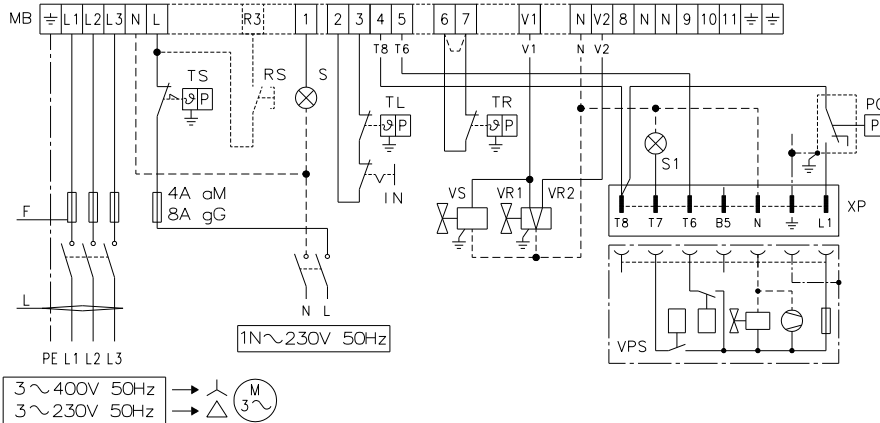 MB ⏚ L1 L2 L3 N L R3 1 2 3 4 5 6 7 V1 N V2 8 N N 9 10 11 ⏚ ⏚
T8 T6 V1 N V2
TS RS S
ϑ P
TL
ϑ P
TR
ϑ P
PG
P
S1
4A aM
8A gG
IN
VS VR1 VR2
F
XP
T8 T7 T6 B5 N ⏚ L1
L
N L
1N~230V 50Hz
VPS
PE L1 L2 L3
3~400V 50Hz
3~230V 50Hz
M
3~